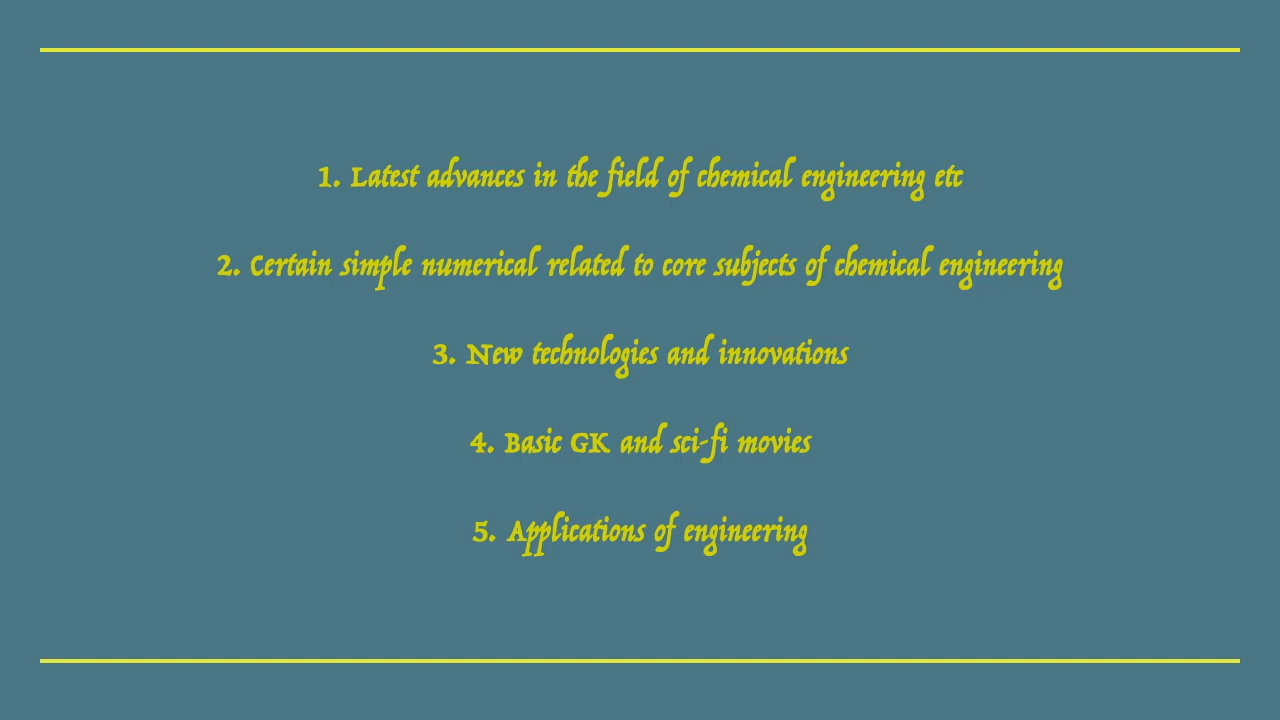 1. Latest advances in the field of chemical engineering etc
2. Certain simple numerical related to core subjects of chemical engineering
3. New technologies and innovations
4. Basic GK and sci-fi movies
5. Applications of engineering